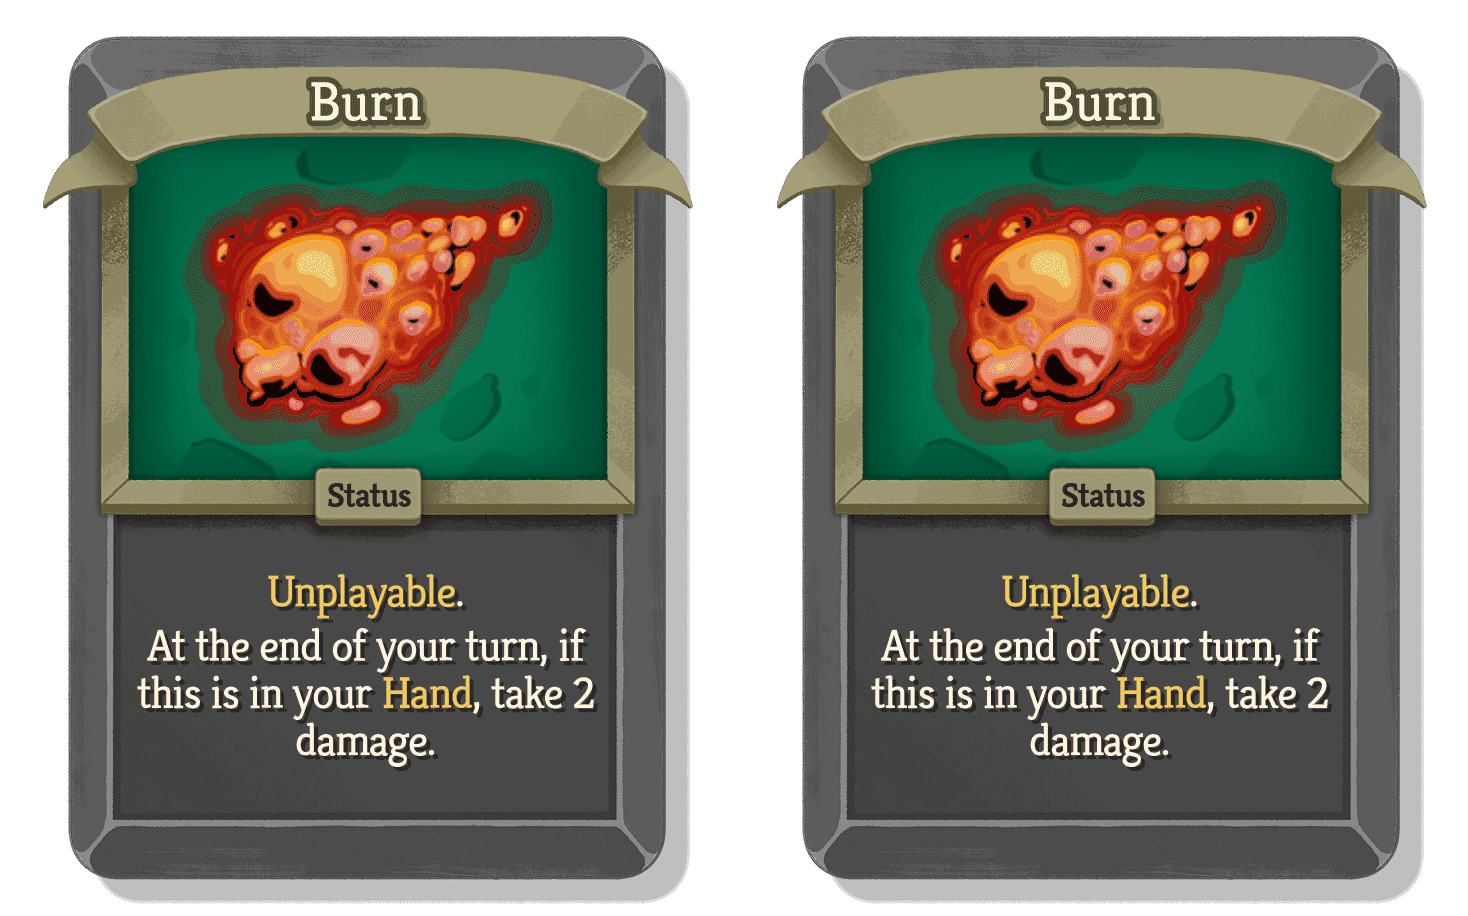 Burn
Status
Unplayable.
At the end of your turn, if
this is in your Hand, take 2
damage.
Burn
Status
Unplayable.
At the end of your turn, if
this is in your Hand, take 2
damage.